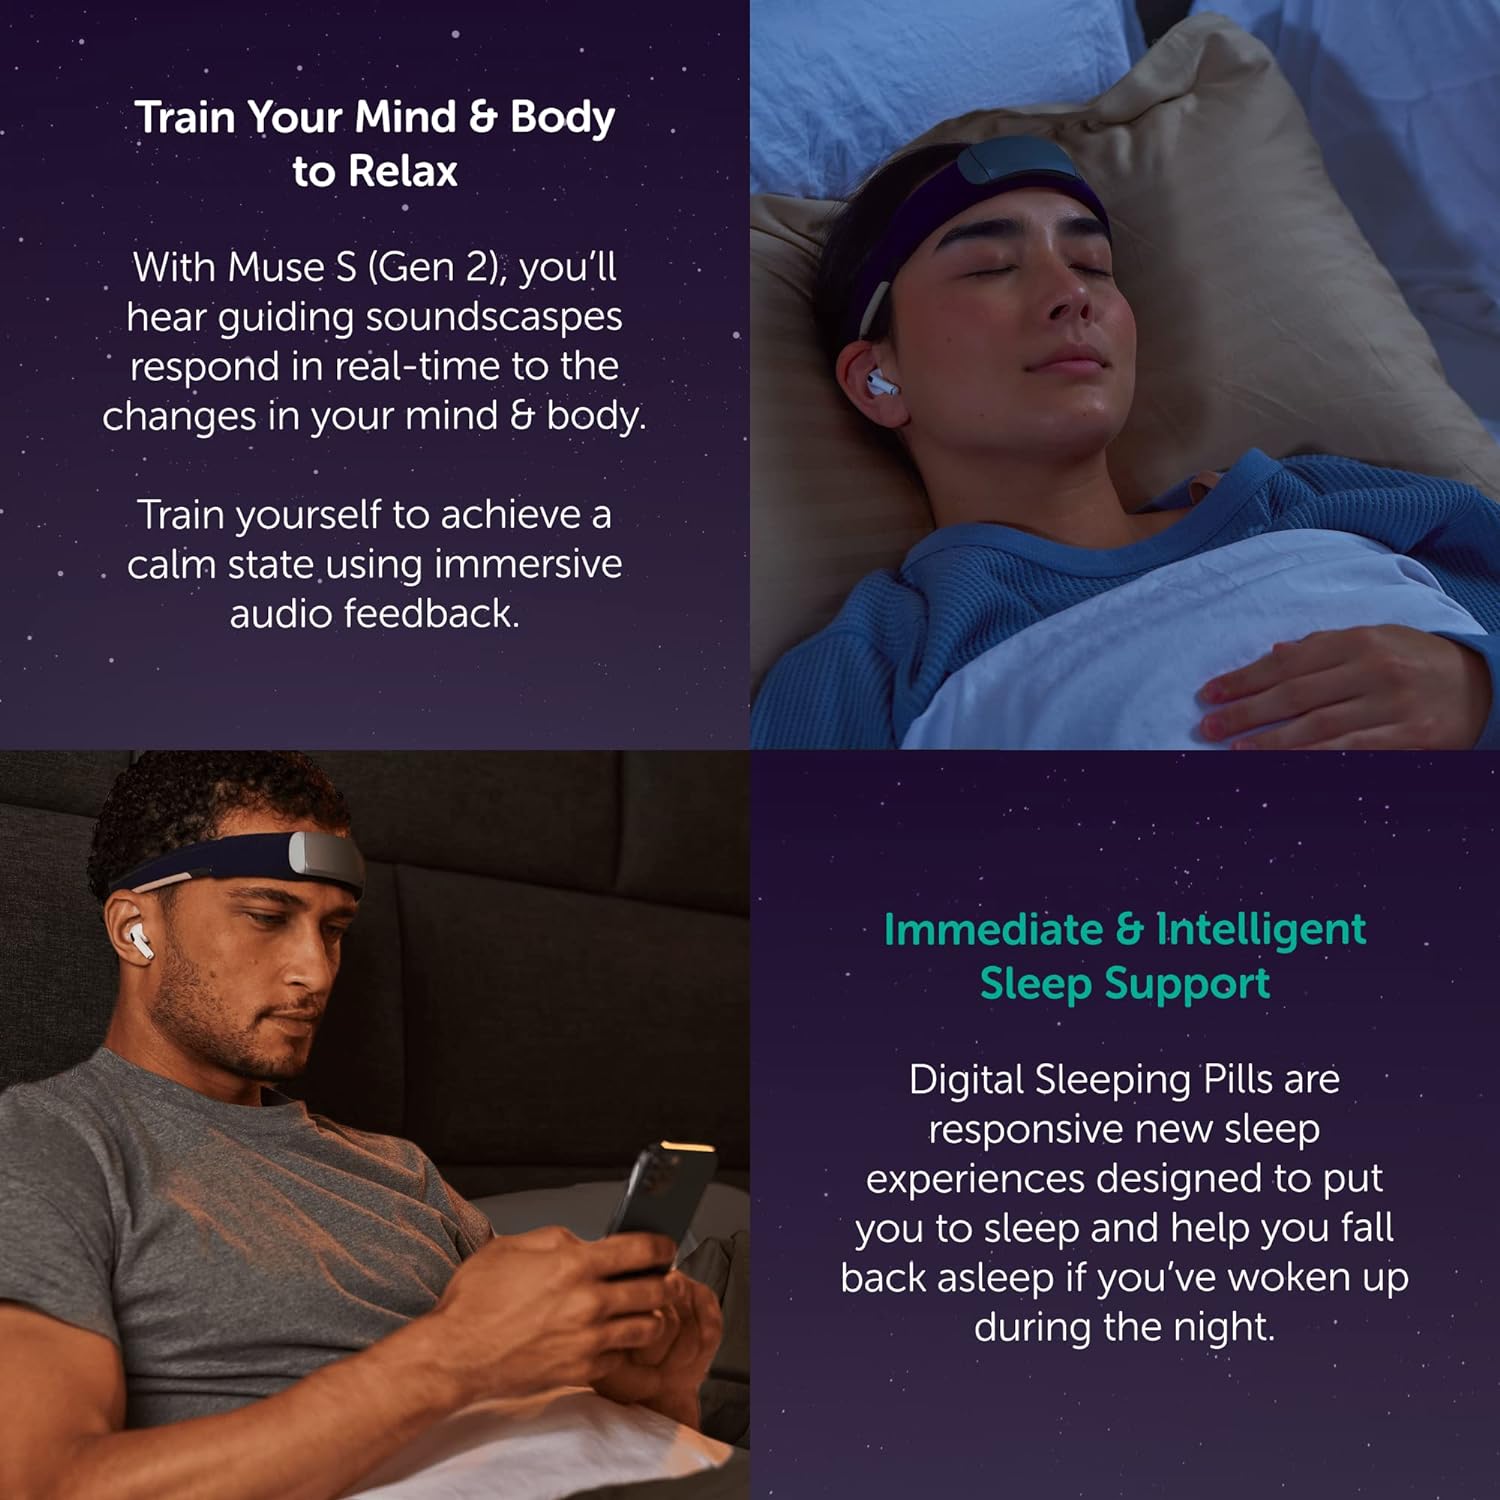 Train Your Mind & Body
to Relax
With Muse S (Gen 2), you'll
hear guiding soundscaspes
respond in real-time to the
changes in your mind & body.
Train yourself to achieve a
calm state using immersive
audio feedback.
Immediate & Intelligent
Sleep Support
Digital Sleeping Pills are
responsive new sleep
experiences designed to put
you to sleep and help you fall
back asleep if you've woken up
during the night.